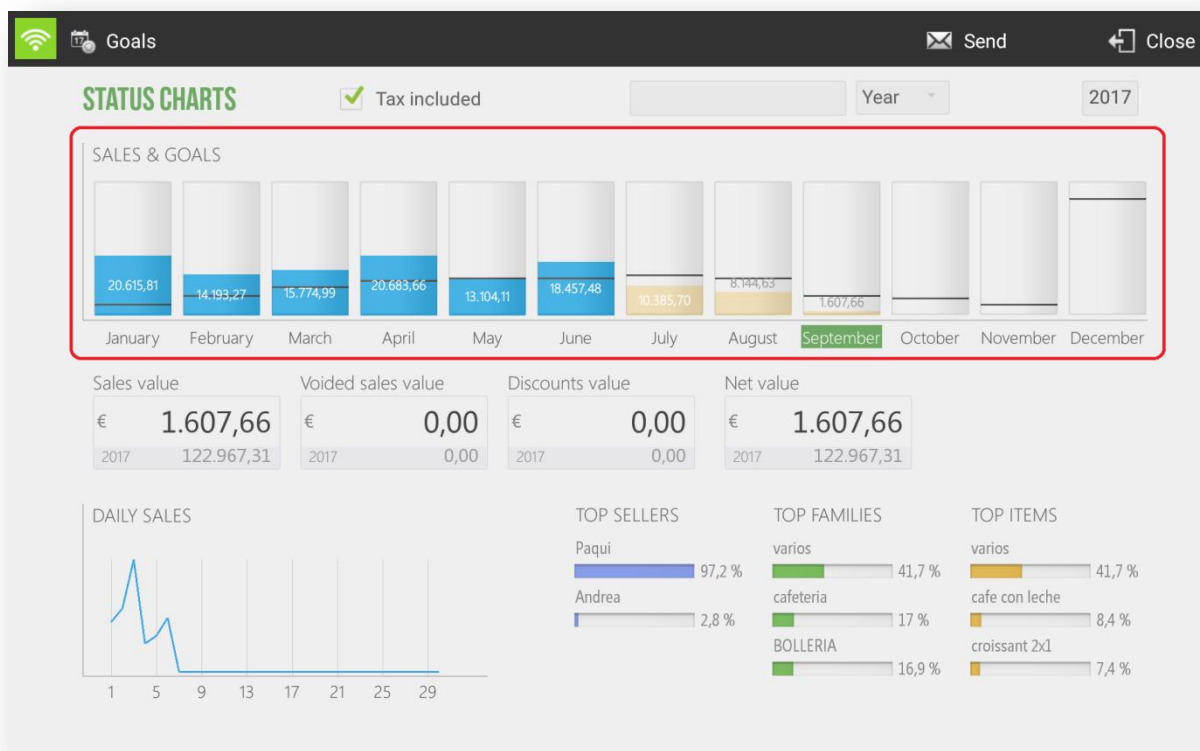 Goals Send Close
STATUS CHARTS Tax included Year 2017
SALES & GOALS
20.615,81 14.193,27 15.774,99 20.683,66 13.104,11 18.457,48 10.385,70 8.144,63 1.607,66
January February March April May June July August September October November December
Sales value Voided sales value Discounts value Net value
€ 1.607,66 € 0,00 € 0,00 € 1.607,66
2017 122.967,31 2017 0,00 2017 0,00 2017 122.967,31
DAILY SALES TOP SELLERS TOP FAMILIES TOP ITEMS
Paqui varios varios
97,2 % 41,7 % 41,7 %
Andrea cafeteria cafe con leche
2,8 % 17 % 8,4 %
BOLLERIA croissant 2x1
16,9 % 7,4 %
1 5 9 13 17 21 25 29